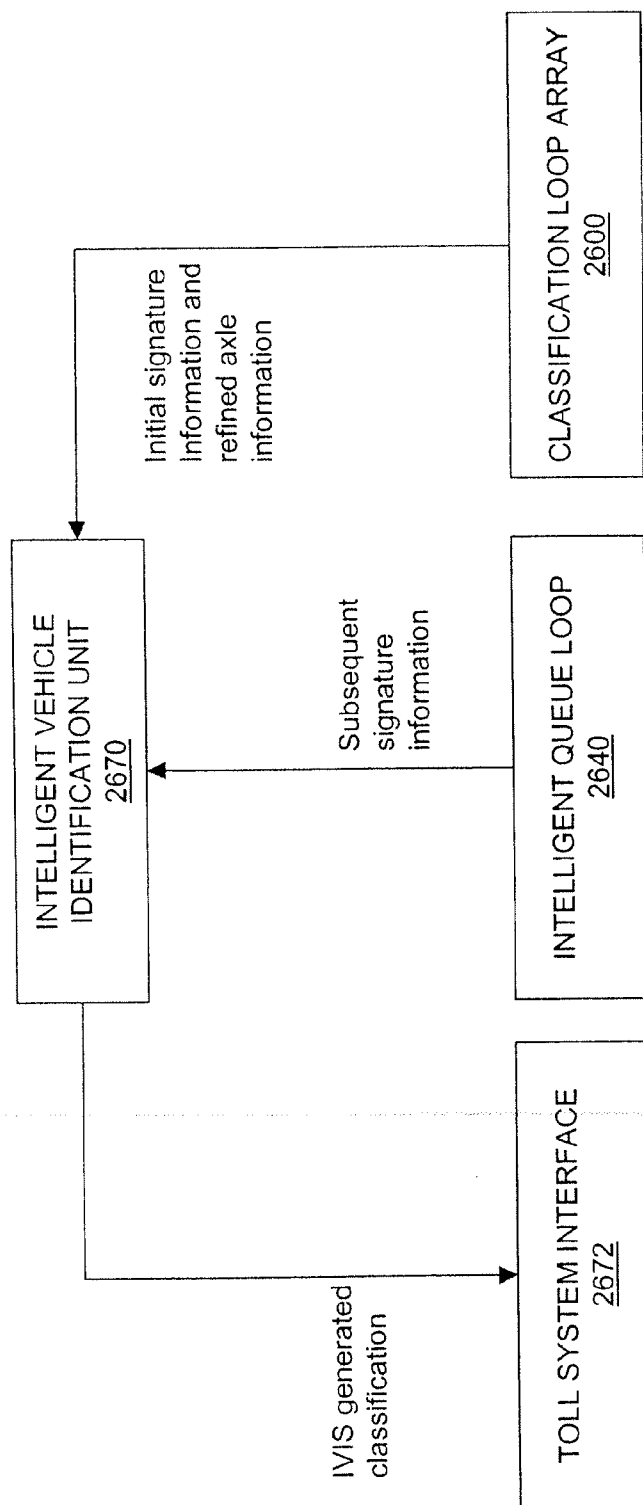 INTELLIGENT VEHICLE
IDENTIFICATION UNIT
2670
Initial signature
Information and
refined axle
information
Subsequent
signature
information
IVIS generated
classification
TOLL SYSTEM INTERFACE
2672
INTELLIGENT QUEUE LOOP
2640
CLASSIFICATION LOOP ARRAY
2600